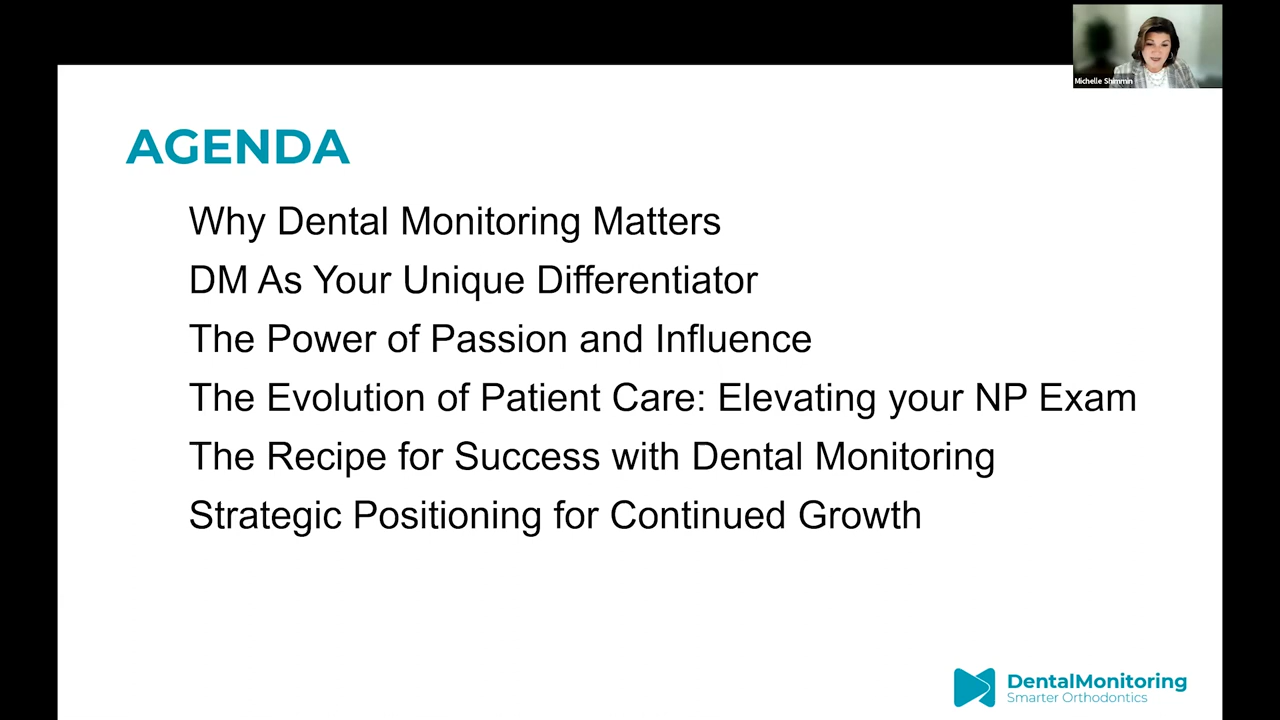 Michelle Shimmin
AGENDA
Why Dental Monitoring Matters
DM As Your Unique Differentiator
The Power of Passion and Influence
The Evolution of Patient Care: Elevating your NP Exam
The Recipe for Success with Dental Monitoring
Strategic Positioning for Continued Growth
DentalMonitoring
Smarter Orthodontics